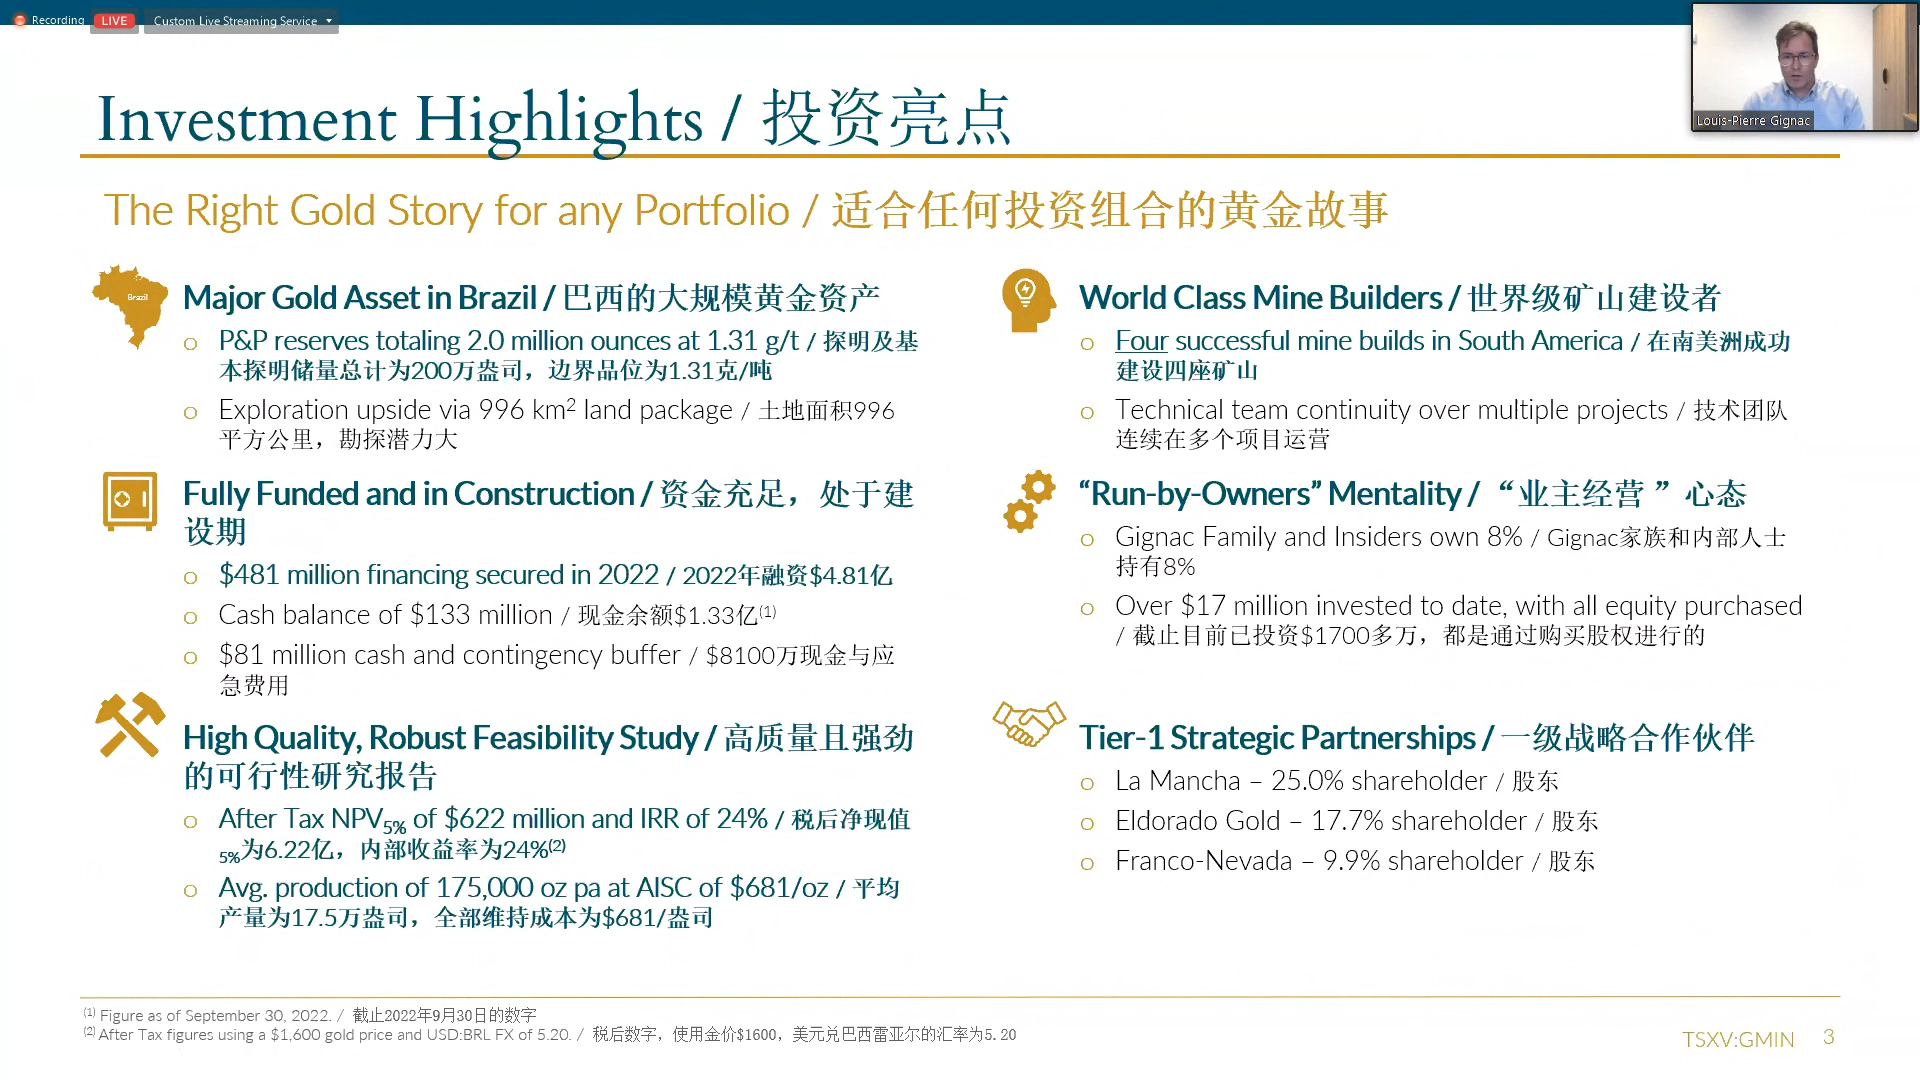 Recording LIVE Custom Live Streaming Service
Louis-Pierre Gignac
Investment Highlights / 投资亮点
The Right Gold Story for any Portfolio / 适合任何投资组合的黄金故事
Brazil
Major Gold Asset in Brazil / 巴西的大规模黄金资产
P&P reserves totaling 2.0 million ounces at 1.31 g/t / 探明及基
本探明储量总计为200万盎司，边界品位为1.31克/吨
Exploration upside via 996 km² land package / 土地面积996
平方公里，勘探潜力大
Fully Funded and in Construction / 资金充足，处于建
设期
$481 million financing secured in 2022 / 2022年融资$4.81亿
Cash balance of $133 million / 现金余额$1.33亿(1)
$81 million cash and contingency buffer / $8100万现金与应
急费用
High Quality, Robust Feasibility Study / 高质量且强劲
的可行性研究报告
After Tax NPV5% of $622 million and IRR of 24% / 税后净现值
5%为6.22亿，内部收益率为24%(2)
Avg. production of 175,000 oz pa at AISC of $681/oz / 平均
产量为17.5万盎司，全部维持成本为$681/盎司
World Class Mine Builders / 世界级矿山建设者
Four successful mine builds in South America / 在南美洲成功
建设四座矿山
Technical team continuity over multiple projects / 技术团队
连续在多个项目运营
“Run-by-Owners” Mentality / “业主经营 ”心态
Gignac Family and Insiders own 8% / Gignac家族和内部人士
持有8%
Over $17 million invested to date, with all equity purchased
/ 截止目前已投资$1700多万，都是通过购买股权进行的
Tier-1 Strategic Partnerships / 一级战略合作伙伴
La Mancha – 25.0% shareholder / 股东
Eldorado Gold – 17.7% shareholder / 股东
Franco-Nevada – 9.9% shareholder / 股东
(1) Figure as of September 30, 2022. / 截止2022年9月30日的数字
(2) After Tax figures using a $1,600 gold price and USD:BRL FX of 5.20. / 税后数字，使用金价$1600，美元兑巴西雷亚尔的汇率为5.20
TSXV:GMIN 3